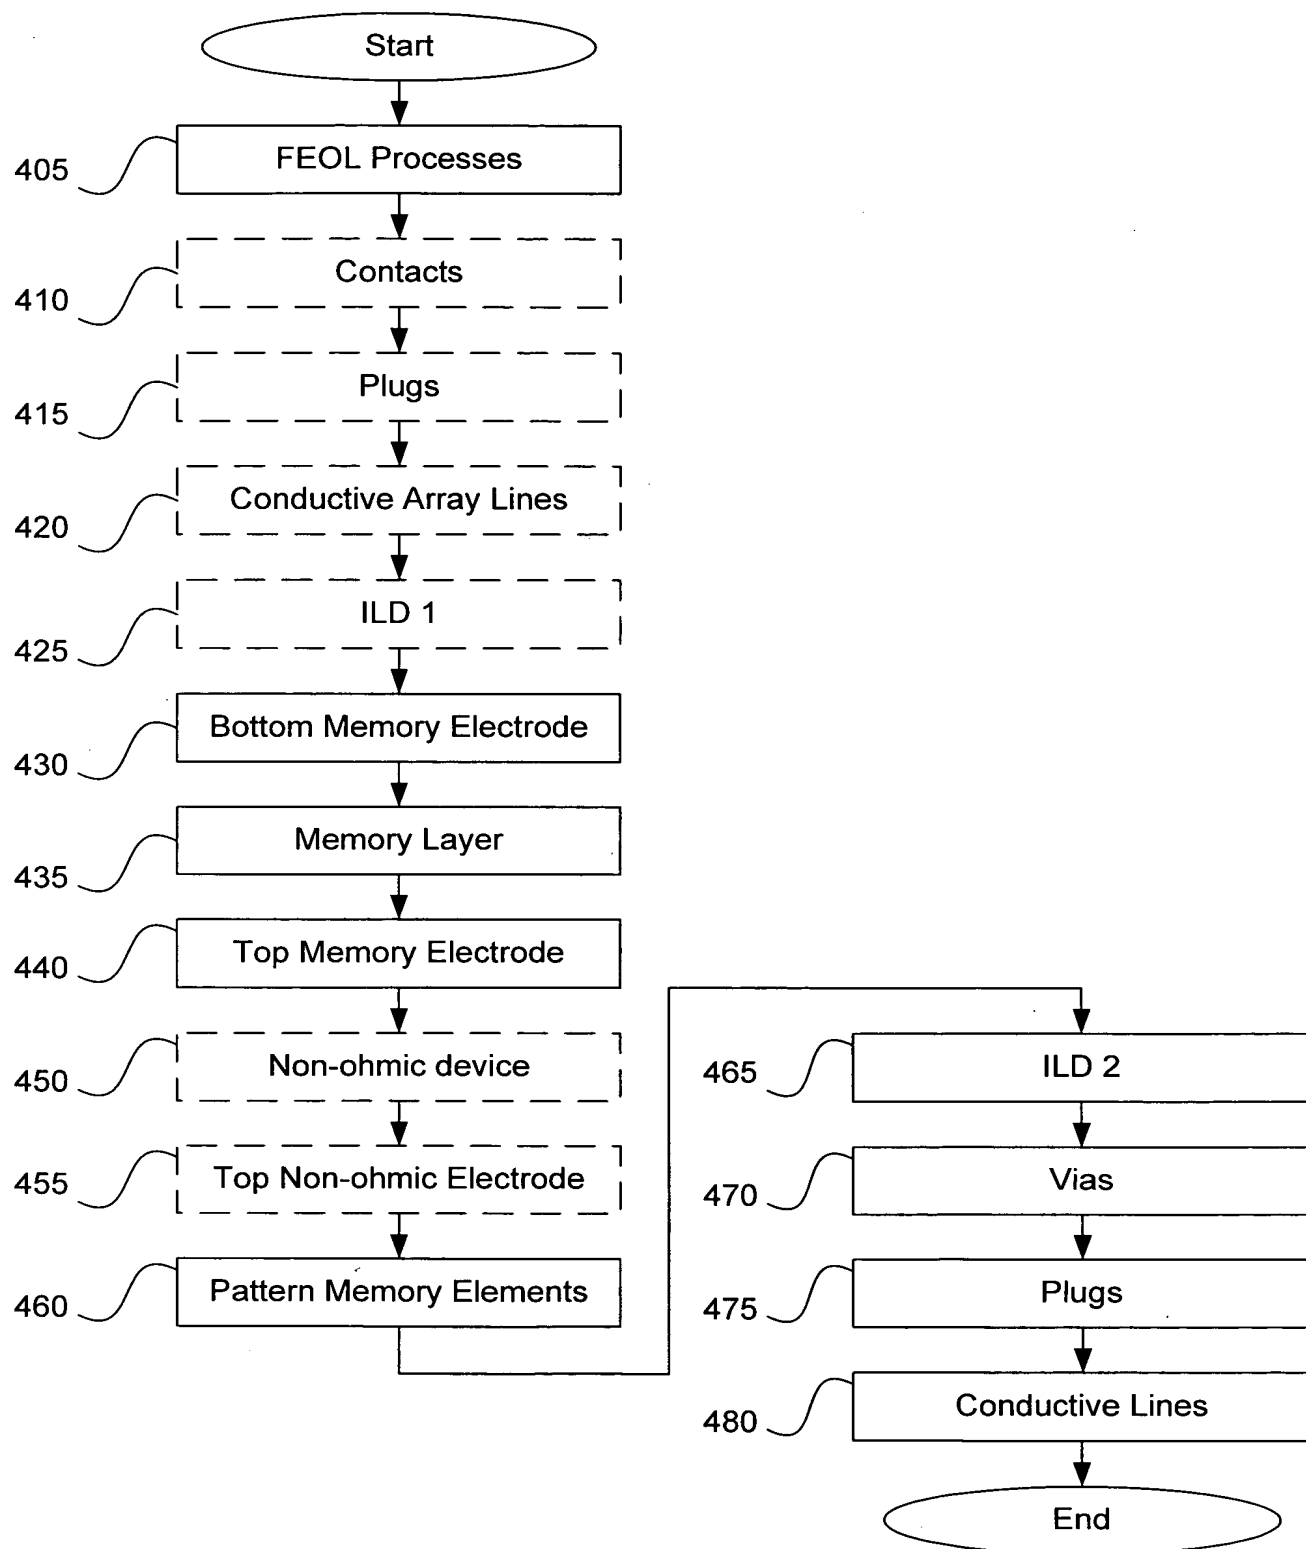 Start
405
FEOL Processes
410
Contacts
415
Plugs
420
Conductive Array Lines
425
ILD 1
430
Bottom Memory Electrode
435
Memory Layer
440
Top Memory Electrode
450
Non-ohmic device
455
Top Non-ohmic Electrode
460
Pattern Memory Elements
465
ILD 2
470
Vias
475
Plugs
480
Conductive Lines
End